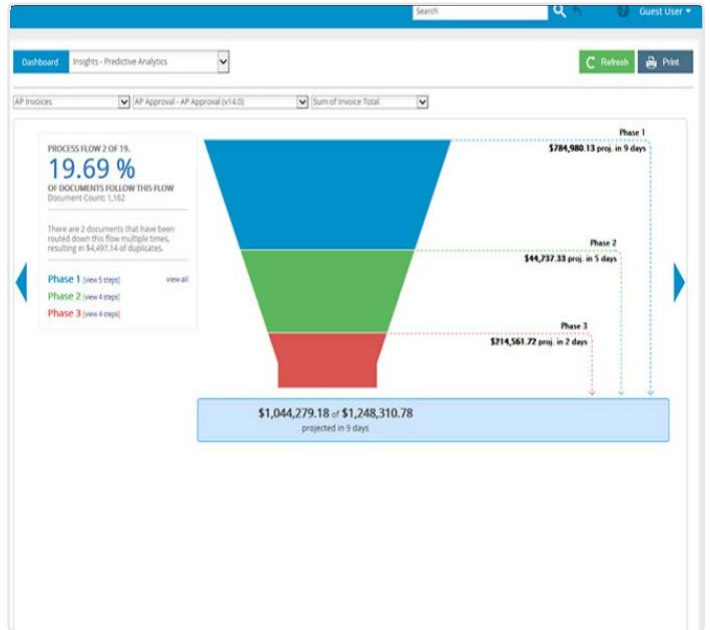 Search
Guest User
Dashboard
Insights - Predictive Analytics
Refresh
Print
AP Invoices
AP Approval - AP Approval (v14.0)
Sum of Invoice Total
PROCESS FLOW 2 OF 19.
19.69 %
OF DOCUMENTS FOLLOW THIS FLOW
Document Count: 1,162
There are 2 documents that have been
routed down this flow multiple times,
resulting in $4,497.14 of duplicates.
Phase 1 [view 5 steps] view all
Phase 2 [view 4 steps]
Phase 3 [view 4 steps]
Phase 1
$784,980.13 proj. in 9 days
Phase 2
$44,737.33 proj. in 5 days
Phase 3
$214,561.72 proj. in 2 days
$1,044,279.18 of $1,248,310.78
projected in 9 days